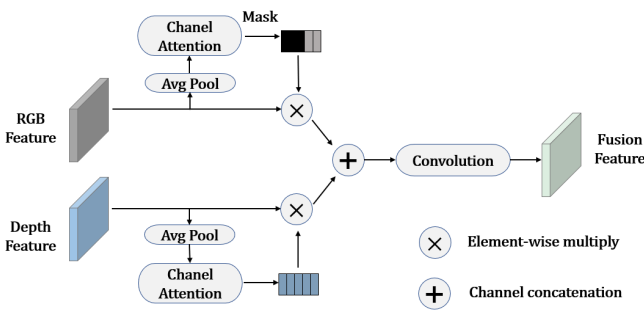 Chanel
Attention
Mask
Avg Pool
RGB
Feature
Convolution
Fusion
Feature
Depth
Feature
Avg Pool
Chanel
Attention
Element-wise multiply
Channel concatenation